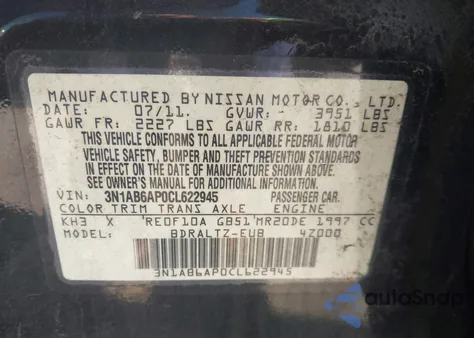 MANUFACTURED BY NISSAN MOTOR CO., LTD.
DATE: 07/11. GVWR: 3951 LBS
GAWR FR: 2227 LBS GAWR RR: 1810 LBS
THIS VEHICLE CONFORMS TO ALL APPLICABLE FEDERAL MOTOR
VEHICLE SAFETY, BUMPER AND THEFT PREVENTION STANDARDS
IN EFFECT ON THE DATE OF MANUFACTURE SHOWN ABOVE.
SEE OWNER'S MANUAL FOR ADDITIONAL INFORMATION.
VIN: 3N1AB6AP0CL622945 PASSENGER CAR.
COLOR TRIM TRANS AXLE ENGINE
KH3 X RE0F10A GB51 MR20DE 1997 CC
MODEL: BDRALTZ-EUB 4Z000
3N1AB6AP0CL622945
autoSnap